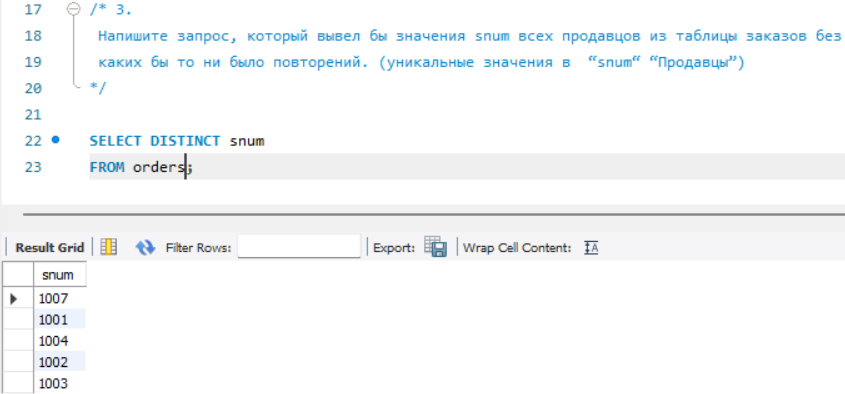 17 /* 3.
18 Напишите запрос, который вывел бы значения snum всех продавцов из таблицы заказов без
19 каких бы то ни было повторений. (уникальные значения в “snum“ “Продавцы”)
20 */
21
22 SELECT DISTINCT snum
23 FROM orders;
Result Grid Filter Rows: Export: Wrap Cell Content: IA
snum
1007
1001
1004
1002
1003